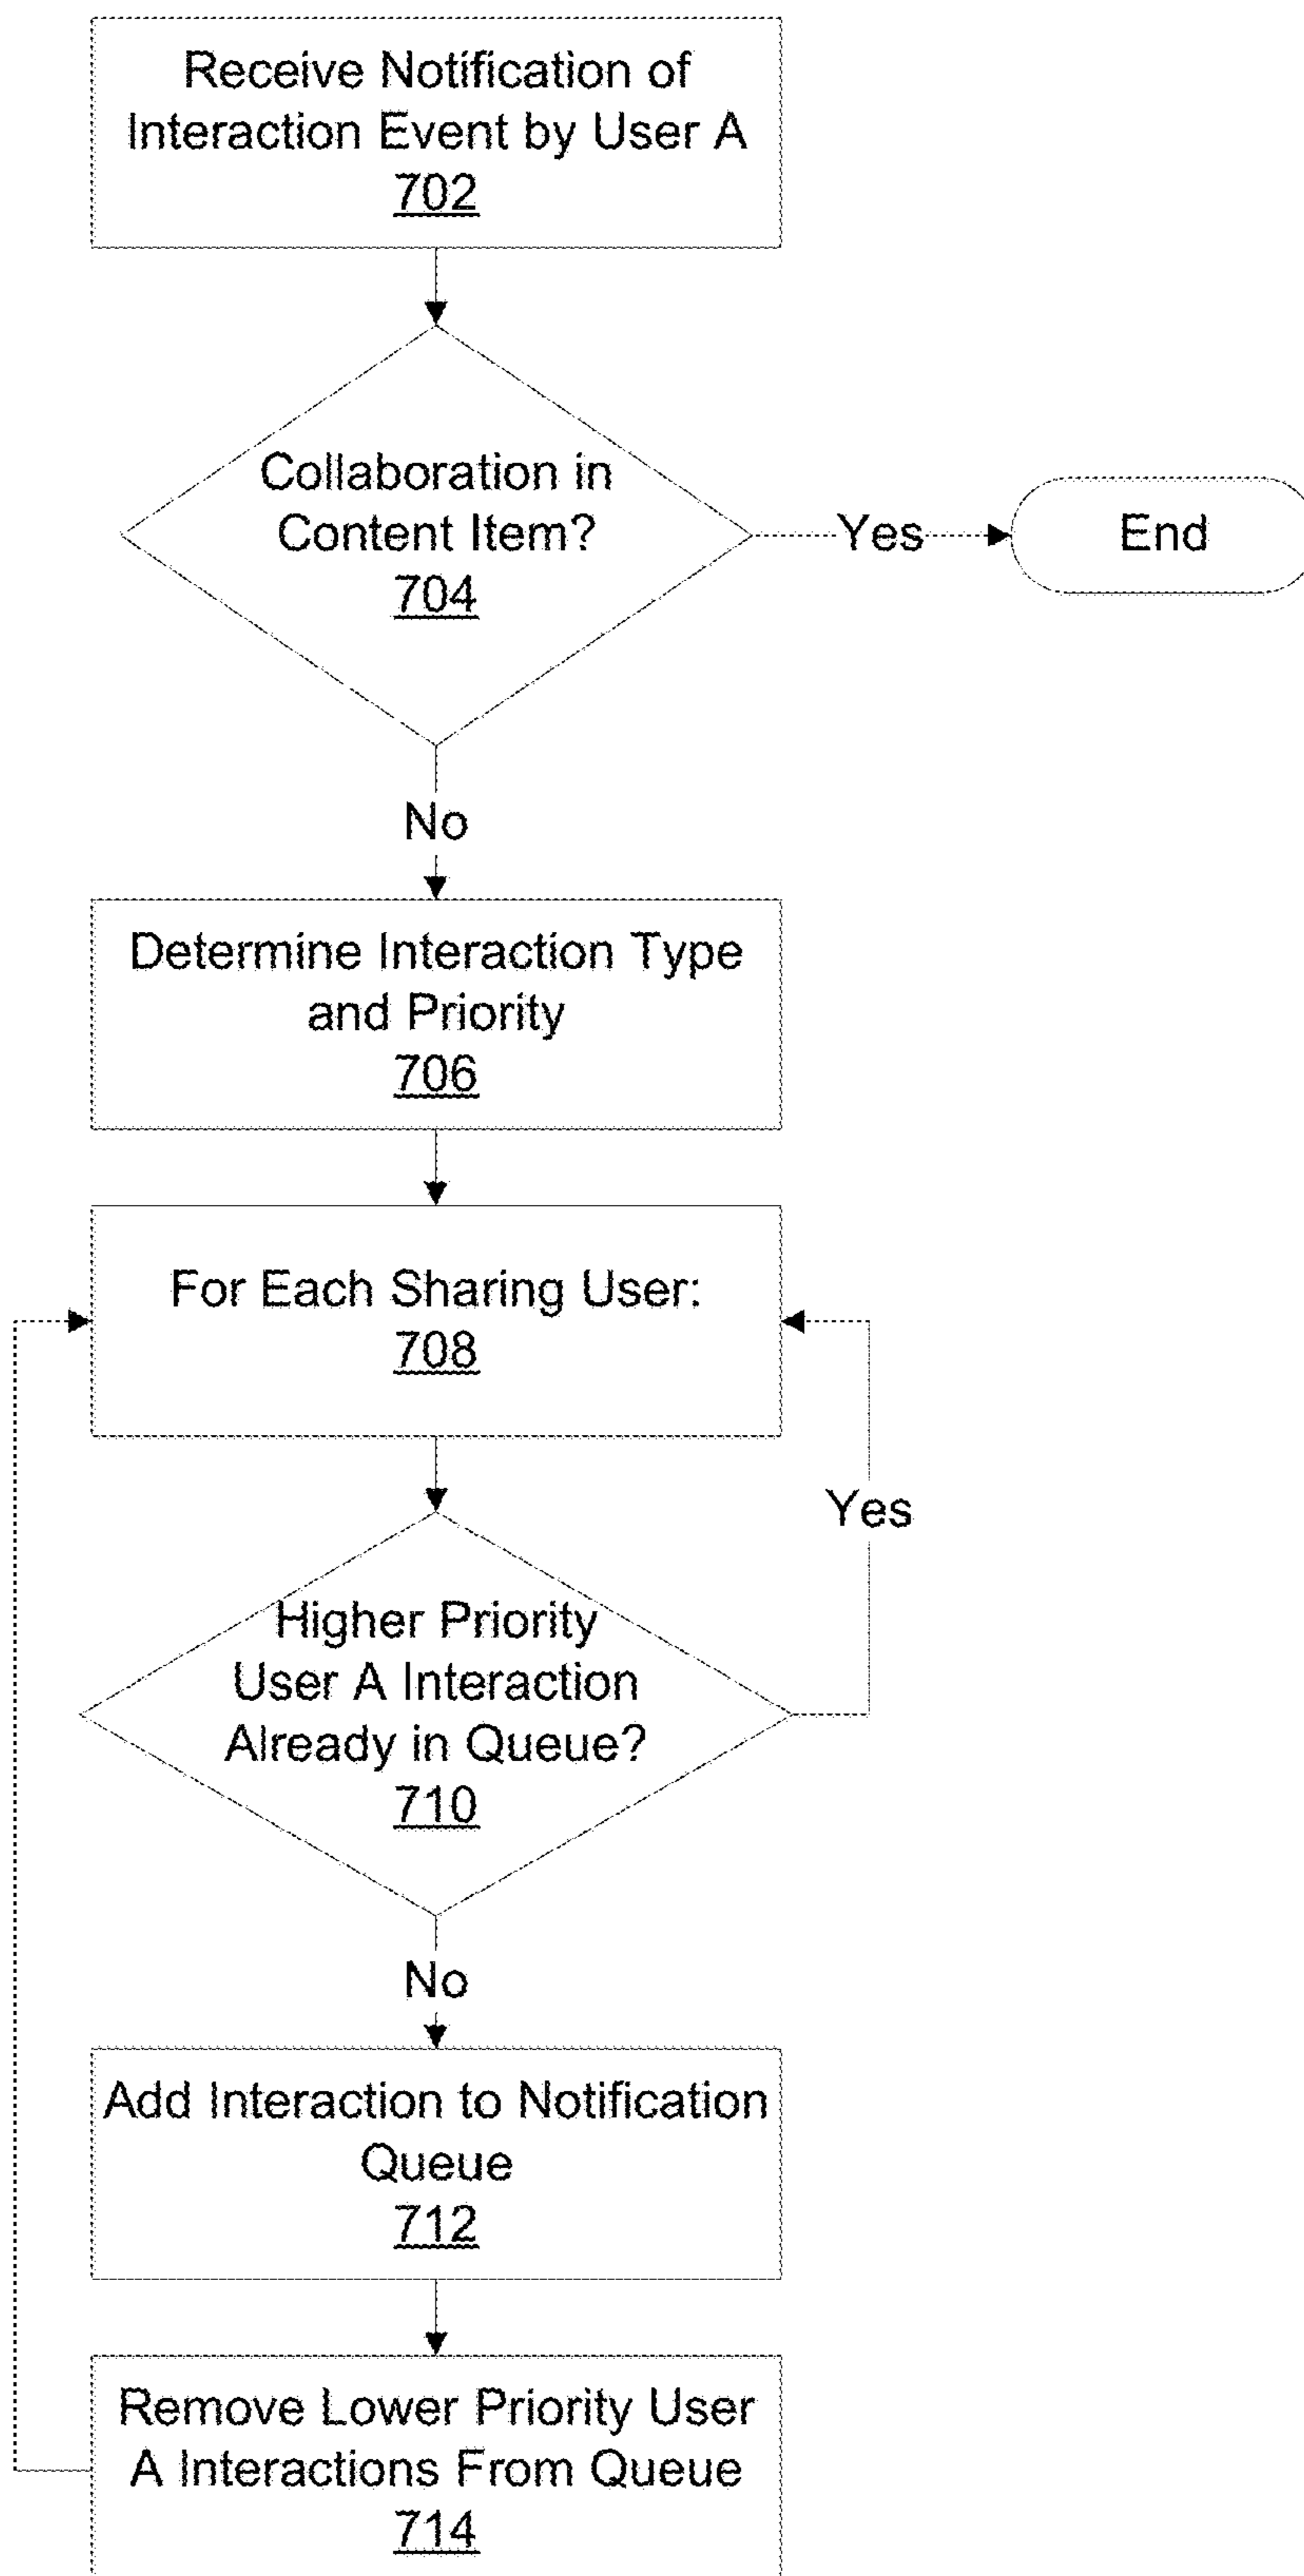 Receive Notification of
Interaction Event by User A
702
Collaboration in
Content Item?
704
Yes
End
No
Determine Interaction Type
and Priority
706
For Each Sharing User:
708
Yes
Higher Priority
User A Interaction
Already in Queue?
710
No
Add Interaction to Notification
Queue
712
Remove Lower Priority User
A Interactions From Queue
714